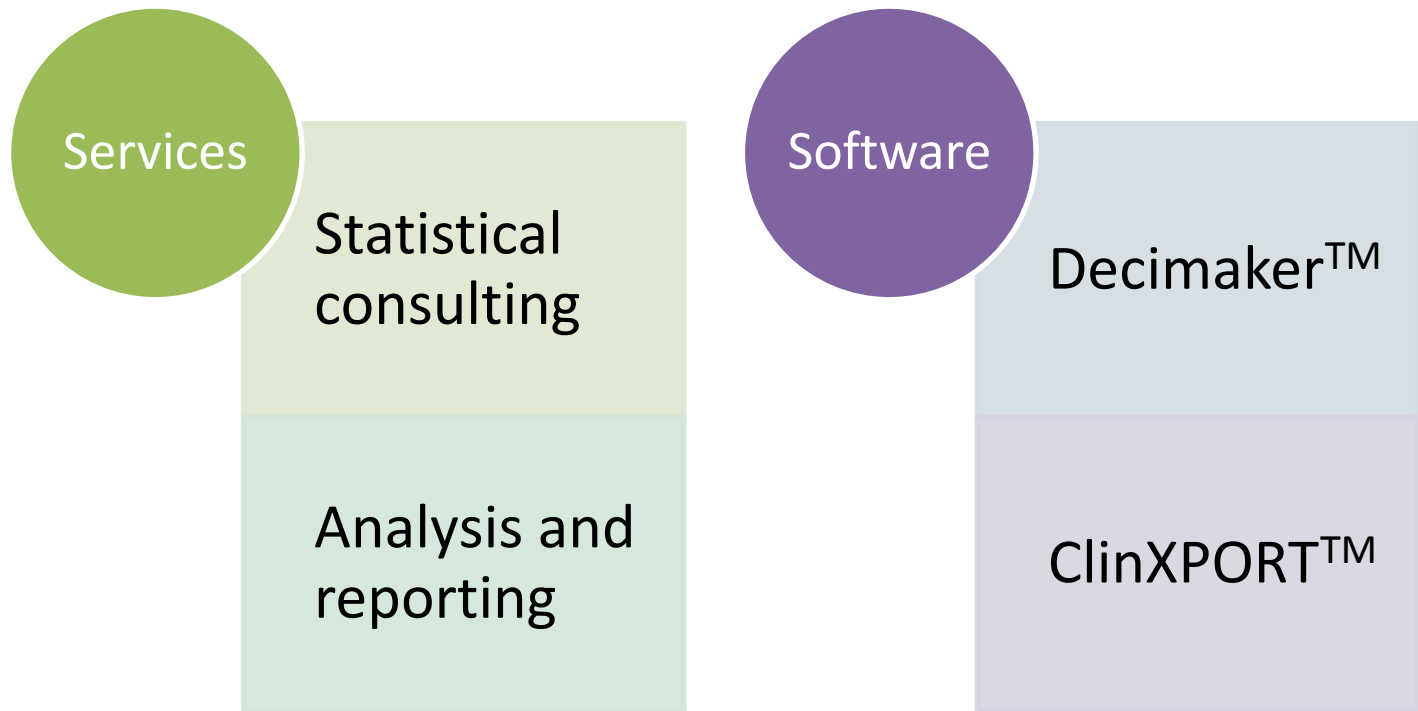 Services
Statistical
consulting
Analysis and
reporting
Software
Decimaker™
ClinXPORT™